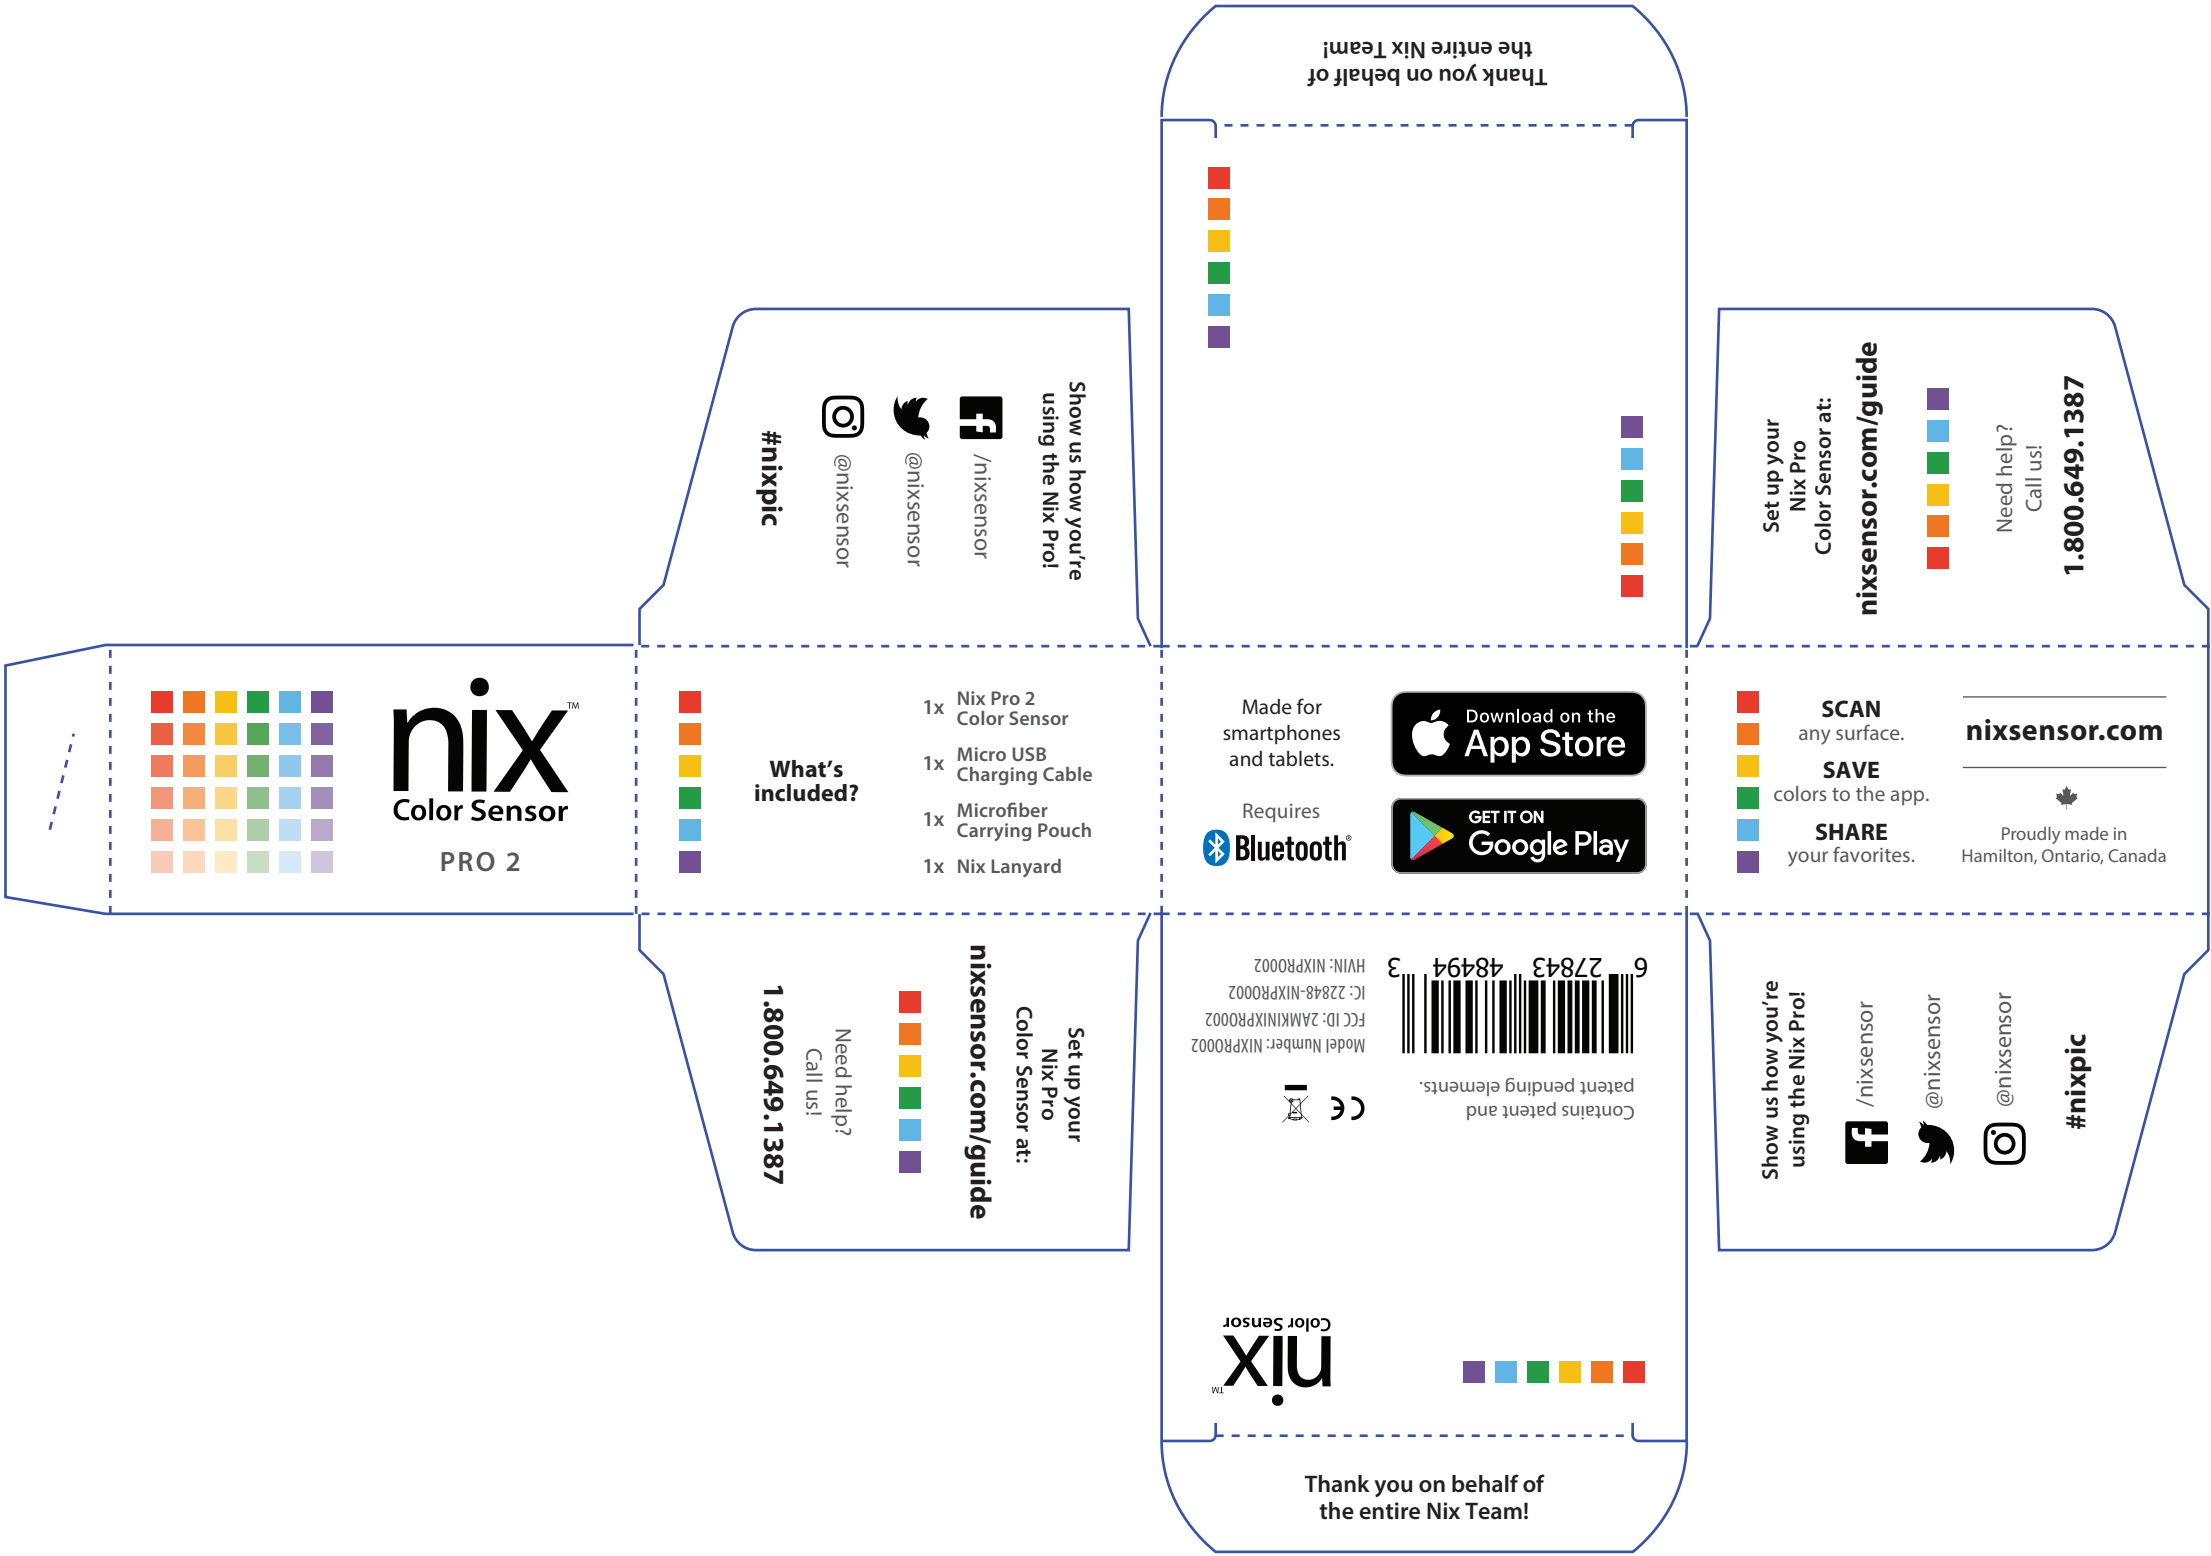 Thank you on behalf of
the entire Nix Team!
Show us how you're
using the Nix Pro!
/nixsensor
@nixsensor
@nixsensor
#nixpic
Set up your
Nix Pro
Color Sensor at:
nixsensor.com/guide
Need help?
Call us!
1.800.649.1387
nix™
Color Sensor
PRO 2
What's
included?
1x Nix Pro 2
Color Sensor
1x Micro USB
Charging Cable
1x Microfiber
Carrying Pouch
1x Nix Lanyard
Made for
smartphones
and tablets.
Requires
Bluetooth®
Download on the
App Store
GET IT ON
Google Play
SCAN
any surface.
SAVE
colors to the app.
SHARE
your favorites.
nixsensor.com
Proudly made in
Hamilton, Ontario, Canada
Set up your
Nix Pro
Color Sensor at:
nixsensor.com/guide
Need help?
Call us!
1.800.649.1387
Contains patent and
patent pending elements.
CE
Model Number: NIXPRO002
FCC ID: 2AMKINIXPRO002
IC: 22848-NIXPRO002
HVIN: NIXPRO002
6 27843 48494 3
nix™
Color Sensor
Show us how you're
using the Nix Pro!
/nixsensor
@nixsensor
@nixsensor
#nixpic
Thank you on behalf of
the entire Nix Team!